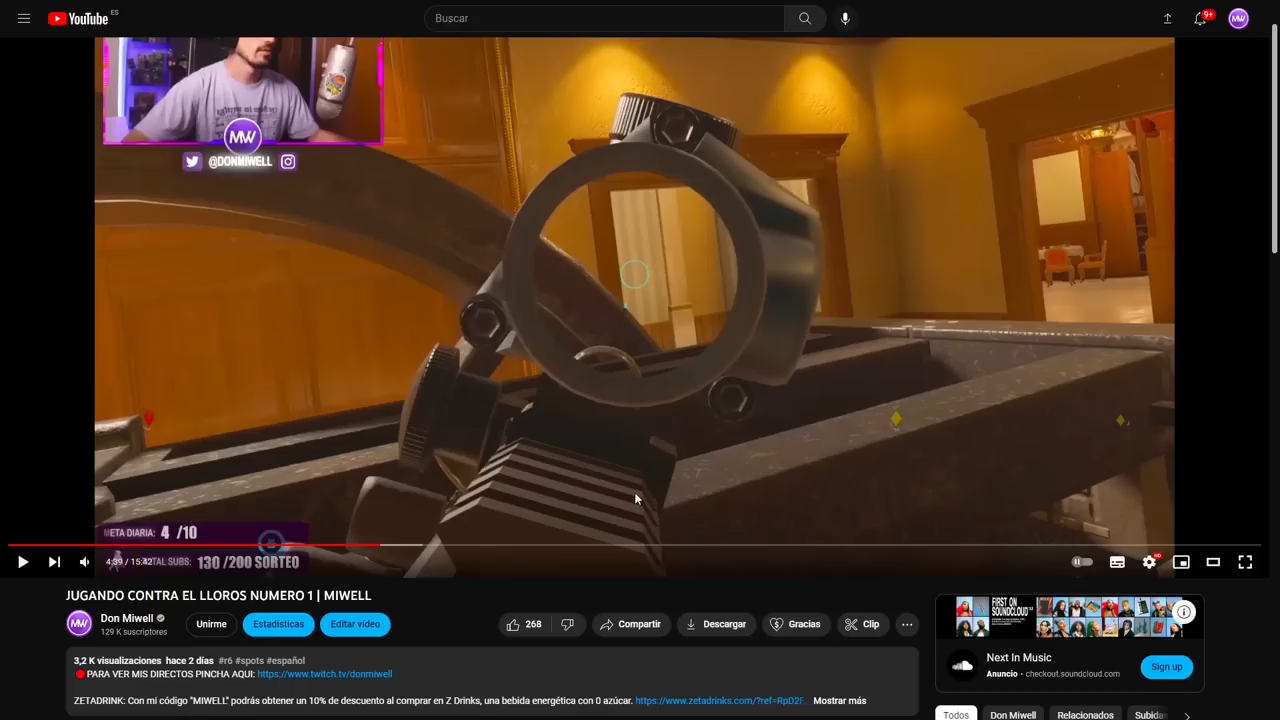 YouTube ES
Buscar
9+
MW
MW
@DONMIWELL
META DIARIA: 4 /10
TOTAL SUBS: 130 /200 SORTEO
4:39 / 15:42
HD
JUGANDO CONTRA EL LLOROS NUMERO 1 | MIWELL
MW
Don Miwell
129 K suscriptores
Unirme
Estadísticas
Editar vídeo
268
Compartir
Descargar
Gracias
Clip
3,2 K visualizaciones hace 2 días #r6 #spots #español
PARA VER MIS DIRECTOS PINCHA AQUI: https://www.twitch.tv/donmiwell
ZETADRINK: Con mi código "MIWELL" podrás obtener un 10% de descuento al comprar en Z Drinks, una bebida energética con 0 azúcar. https://www.zetadrinks.com/?ref=RpD2F... Mostrar más
FIRST ON
SOUNDCLOUD
Next In Music
Anuncio • checkout.soundcloud.com
Sign up
Todos
Don Miwell
Relacionados
Subida